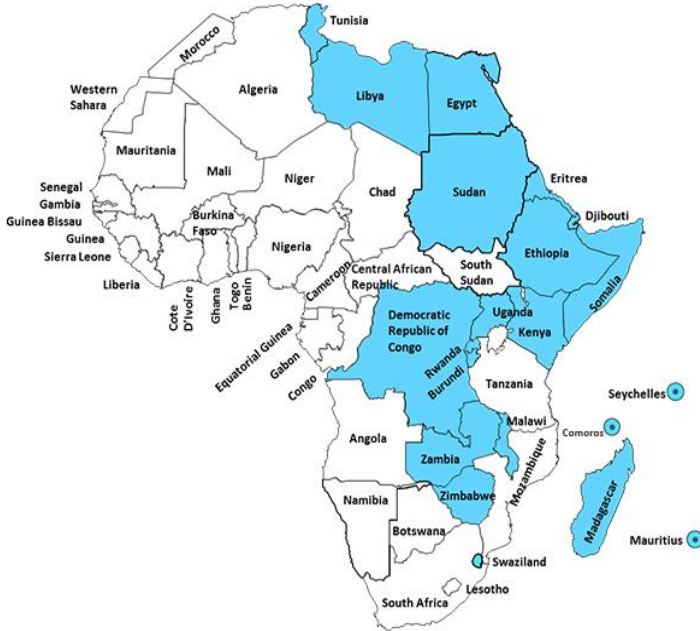 Tunisia
Morocco
Algeria
Libya
Egypt
Western
Sahara
Mauritania
Mali
Niger
Chad
Sudan
Eritrea
Senegal
Gambia
Guinea Bissau
Guinea
Sierra Leone
Liberia
Burkina
Faso
Cote
D'Ivoire
Ghana
Togo
Benin
Nigeria
Cameroon
Central African
Republic
South
Sudan
Djibouti
Ethiopia
Somalia
Equatorial Guinea
Gabon
Congo
Democratic
Republic of
Congo
Uganda
Kenya
Rwanda
Burundi
Tanzania
Seychelles
Malawi
Comoros
Angola
Zambia
Mozambique
Zimbabwe
Namibia
Botswana
Madagascar
Mauritius
Swaziland
Lesotho
South Africa